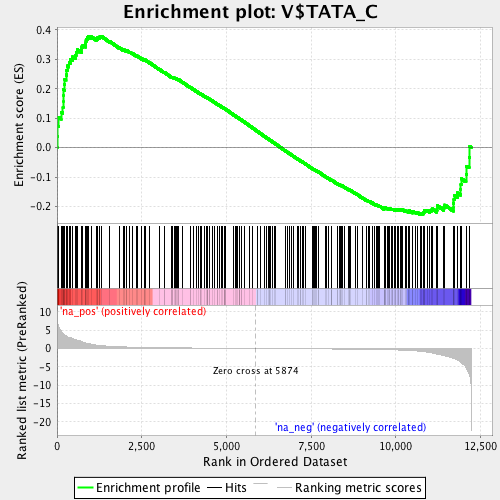 Enrichment plot: V$TATA_C
Enrichment score (ES)
0.4
0.3
0.2
0.1
0.0
-0.1
-0.2
'na_pos' (positively correlated)
Ranked list metric (PreRanked)
10
5
0
-5
-10
-15
-20
Zero cross at 5874
'na_neg' (negatively correlated)
0
2,500
5,000
7,500
10,000
12,500
Rank in Ordered Dataset
Enrichment profile
Hits
Ranking metric scores